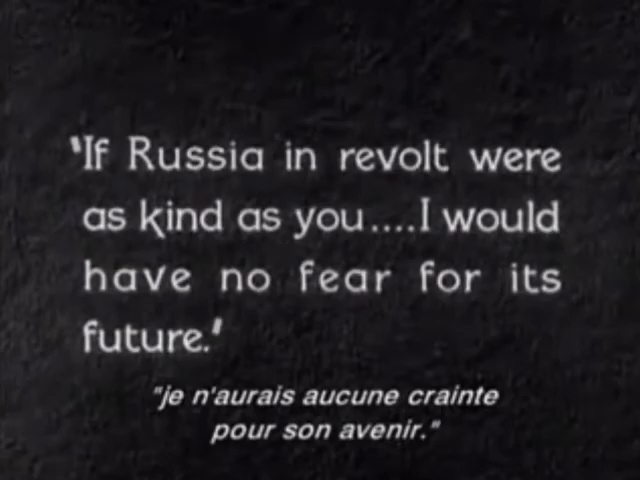 'If Russia in revolt were
as kind as you....I would
have no fear for its
future.'
"je n'aurais aucune crainte
pour son avenir."